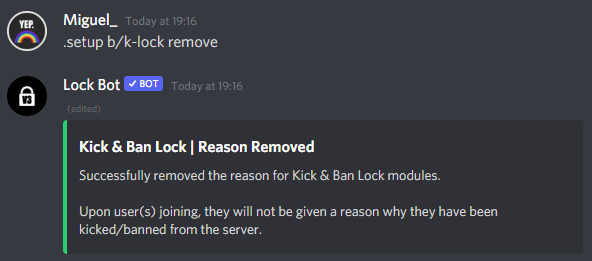 YEP.
Miguel_ Today at 19:16
.setup b/k-lock remove
Lock Bot ✓ BOT Today at 19:16
V3
(edited)
Kick & Ban Lock | Reason Removed
Successfully removed the reason for Kick & Ban Lock modules.
Upon user(s) joining, they will not be given a reason why they have been
kicked/banned from the server.